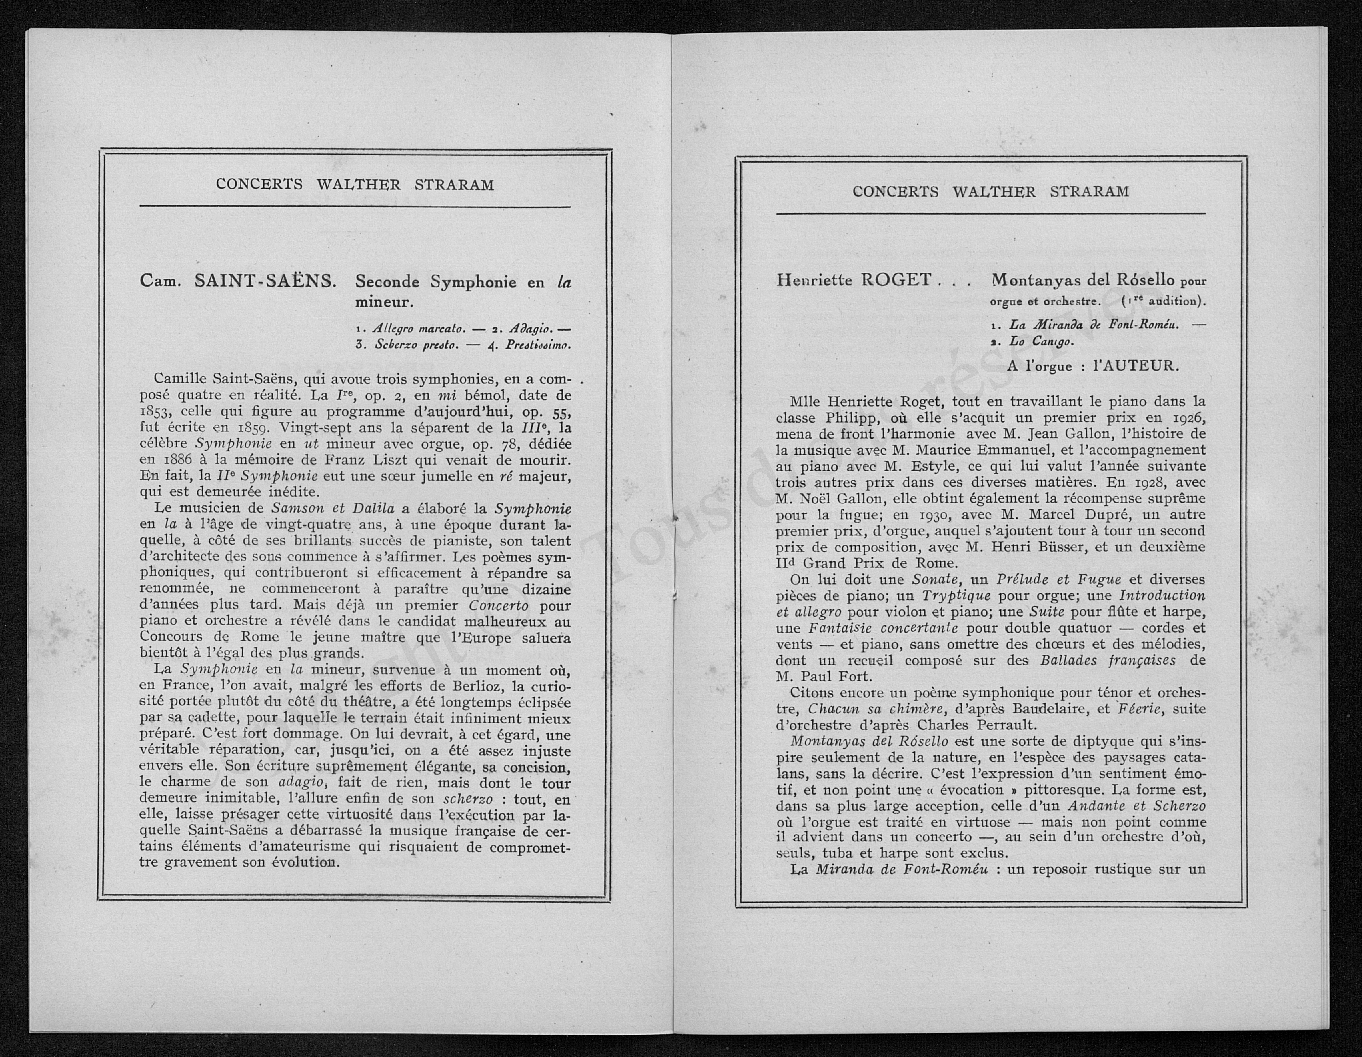 CONCERTS WALTHER STRARAM
Cam. SAINT-SAËNS. Seconde Symphonie en la
mineur.
1. Allegro marcato. — 2. Adagio. —
3. Scherzo presto. — 4. Prestissimo.
Camille Saint-Saëns, qui avoue trois symphonies, en a com-
posé quatre en réalité. La Ire, op. 2, en mi bémol, date de
1853, celle qui figure au programme d'aujourd'hui, op. 55,
fut écrite en 1859. Vingt-sept ans la séparent de la IIIe, la
célèbre Symphonie en ut mineur avec orgue, op. 78, dédiée
en 1886 à la mémoire de Franz Liszt qui venait de mourir.
En fait, la IIe Symphonie eut une sœur jumelle en ré majeur,
qui est demeurée inédite.
Le musicien de Samson et Dalila a élaboré la Symphonie
en la à l'âge de vingt-quatre ans, à une époque durant la-
quelle, à côté de ses brillants succès de pianiste, son talent
d'architecte des sons commence à s'affirmer. Les poèmes sym-
phoniques, qui contribueront si efficacement à répandre sa
renommée, ne commenceront à paraître qu'une dizaine
d'années plus tard. Mais déjà un premier Concerto pour
piano et orchestre a révélé dans le candidat malheureux au
Concours de Rome le jeune maître que l'Europe saluera
bientôt à l'égal des plus grands.
La Symphonie en la mineur, survenue à un moment où,
en France, l'on avait, malgré les efforts de Berlioz, la curio-
sité portée plutôt du côté du théâtre, a été longtemps éclipsée
par sa cadette, pour laquelle le terrain était infiniment mieux
préparé. C'est fort dommage. On lui devrait, à cet égard, une
véritable réparation, car, jusqu'ici, on a été assez injuste
envers elle. Son écriture suprêmement élégante, sa concision,
le charme de son adagio, fait de rien, mais dont le tour
demeure inimitable, l'allure enfin de son scherzo : tout, en
elle, laisse présager cette virtuosité dans l'exécution par la-
quelle Saint-Saëns a débarrassé la musique française de cer-
tains éléments d'amateurisme qui risquaient de compromet-
tre gravement son évolution.
CONCERTS WALTHER STRARAM
Henriette ROGET . . . Montanyas del Rósello pour
orgue et orchestre. (1re audition).
1. La Miranda de Font-Roméu. —
2. Lo Canigo.
A l'orgue : l'AUTEUR.
Mlle Henriette Roget, tout en travaillant le piano dans la
classe Philipp, où elle s'acquit un premier prix en 1926,
mena de front l'harmonie avec M. Jean Gallon, l'histoire de
la musique avec M. Maurice Emmanuel, et l'accompagnement
au piano avec M. Estyle, ce qui lui valut l'année suivante
trois autres prix dans ces diverses matières. En 1928, avec
M. Noël Gallon, elle obtint également la récompense suprême
pour la fugue; en 1930, avec M. Marcel Dupré, un autre
premier prix, d'orgue, auquel s'ajoutent tour à tour un second
prix de composition, avec M. Henri Büsser, et un deuxième
IId Grand Prix de Rome.
On lui doit une Sonate, un Prélude et Fugue et diverses
pièces de piano; un Tryptique pour orgue; une Introduction
et allegro pour violon et piano; une Suite pour flûte et harpe,
une Fantaisie concertante pour double quatuor — cordes et
vents — et piano, sans omettre des chœurs et des mélodies,
dont un recueil composé sur des Ballades françaises de
M. Paul Fort.
Citons encore un poème symphonique pour ténor et orches-
tre, Chacun sa chimère, d'après Baudelaire, et Féerie, suite
d'orchestre d'après Charles Perrault.
Montanyas del Rósello est une sorte de diptyque qui s'ins-
pire seulement de la nature, en l'espèce des paysages cata-
lans, sans la décrire. C'est l'expression d'un sentiment émo-
tif, et non point une « évocation » pittoresque. La forme est,
dans sa plus large acception, celle d'un Andante et Scherzo
où l'orgue est traité en virtuose — mais non point comme
il advient dans un concerto —, au sein d'un orchestre d'où,
seuls, tuba et harpe sont exclus.
La Miranda de Font-Roméu : un reposoir rustique sur un